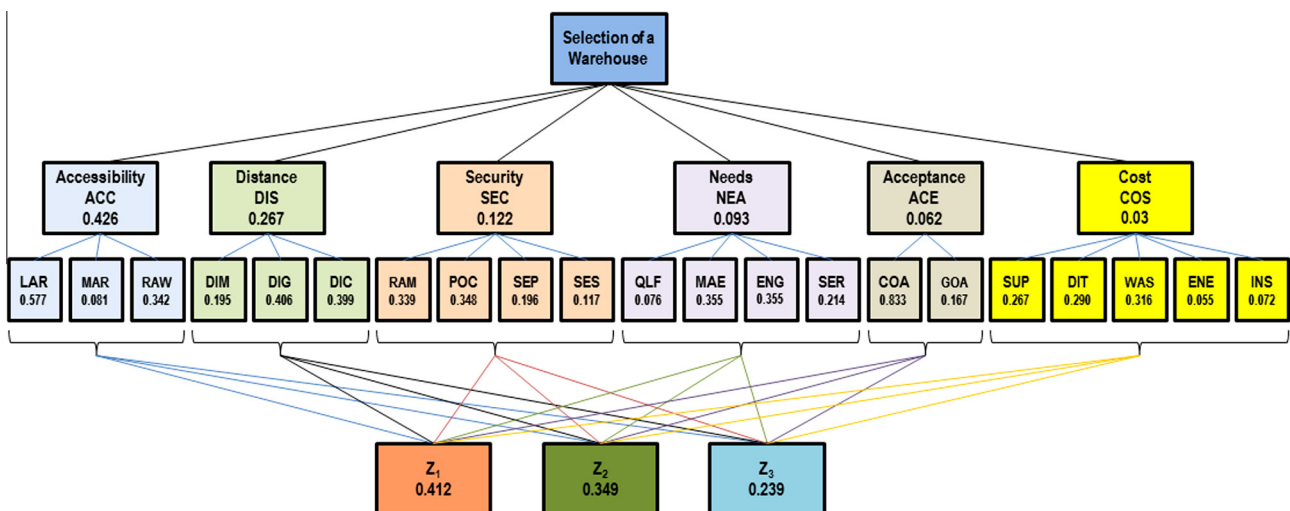 Selection of a
Warehouse
Accessibility
ACC
0.426
Distance
DIS
0.267
Security
SEC
0.122
Needs
NEA
0.093
Acceptance
ACE
0.062
Cost
COS
0.03
LAR
0.577
MAR
0.081
RAW
0.342
DIM
0.195
DIG
0.406
DIC
0.399
RAM
0.339
POC
0.348
SEP
0.196
SES
0.117
QLF
0.076
MAE
0.355
ENG
0.355
SER
0.214
COA
0.833
GOA
0.167
SUP
0.267
DIT
0.290
WAS
0.316
ENE
0.055
INS
0.072
Z₁
0.412
Z₂
0.349
Z₃
0.239